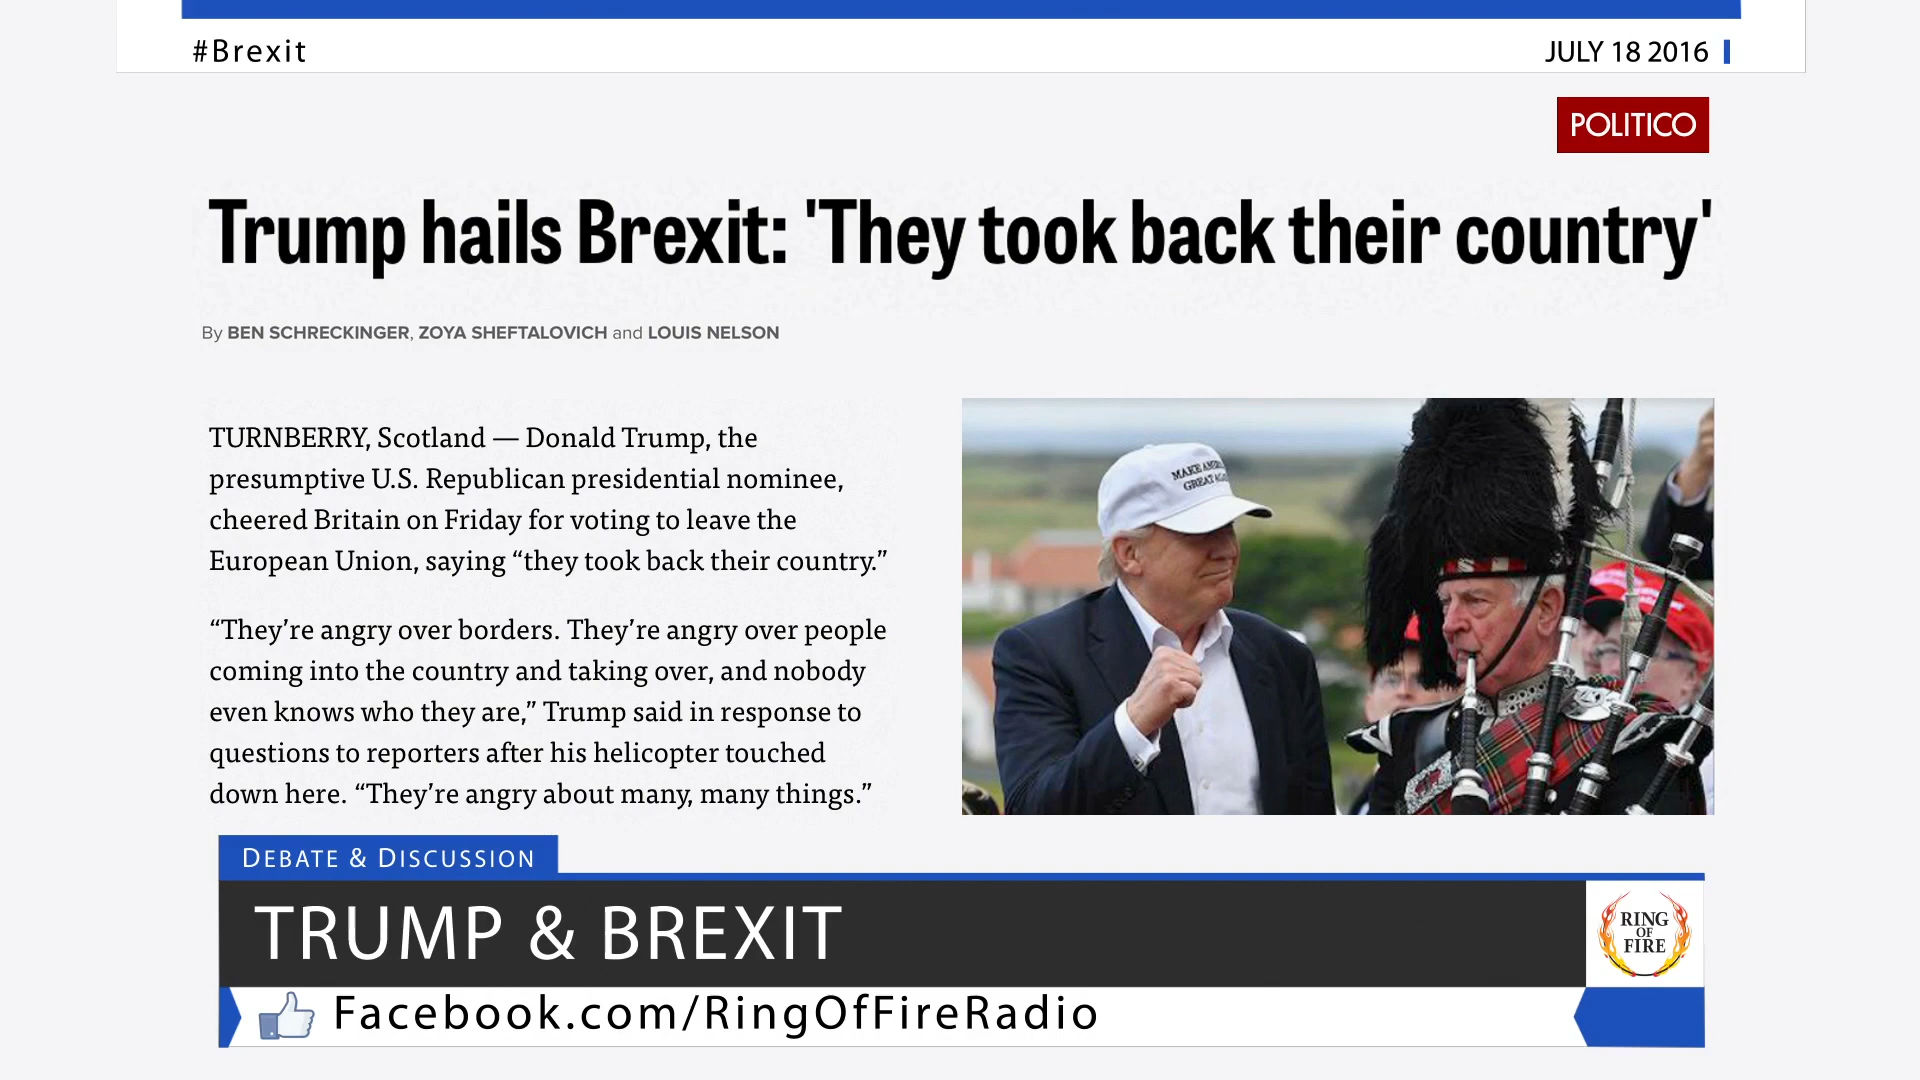 #Brexit
JULY 18 2016
POLITICO
Trump hails Brexit: 'They took back their country'
By BEN SCHRECKINGER, ZOYA SHEFTALOVICH and LOUIS NELSON
TURNBERRY, Scotland — Donald Trump, the
presumptive U.S. Republican presidential nominee,
cheered Britain on Friday for voting to leave the
European Union, saying “they took back their country.”
“They’re angry over borders. They’re angry over people
coming into the country and taking over, and nobody
even knows who they are,” Trump said in response to
questions to reporters after his helicopter touched
down here. “They’re angry about many, many things.”
MAKE AMERI
GREAT AGA
DEBATE & DISCUSSION
TRUMP & BREXIT
RING
OF
FIRE
Facebook.com/RingOfFireRadio